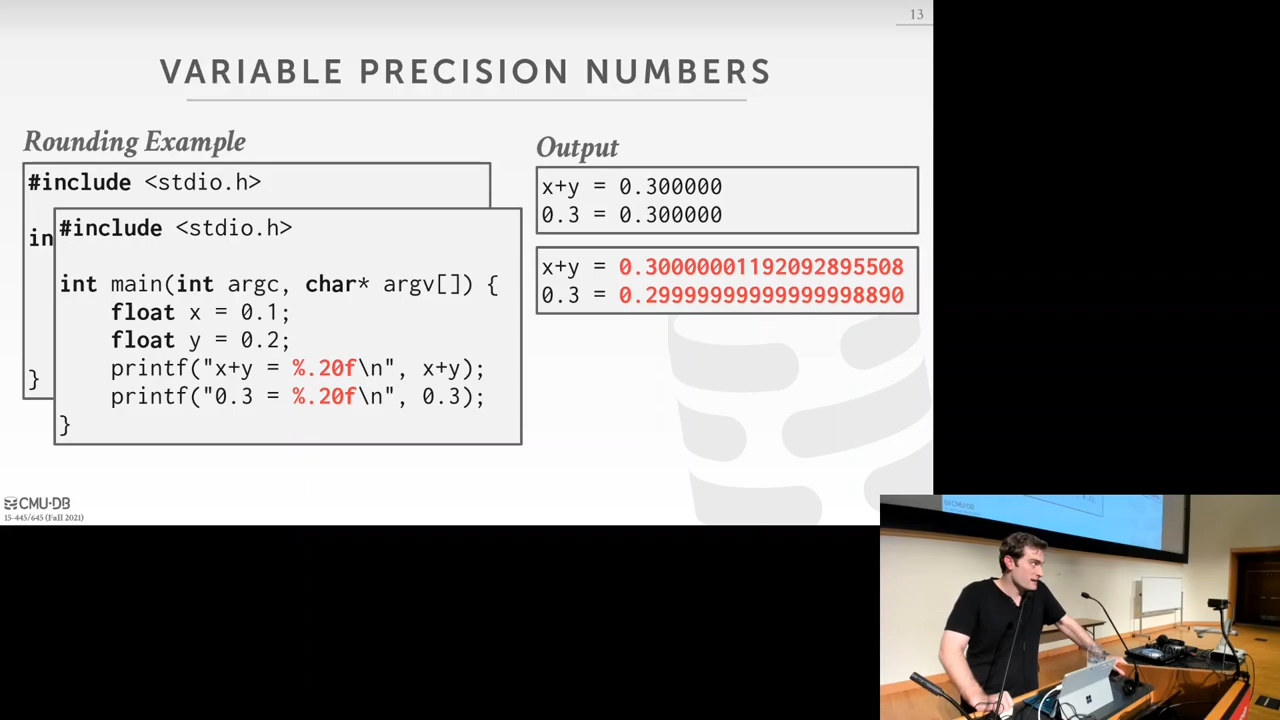 13
VARIABLE PRECISION NUMBERS
Rounding Example
#include <stdio.h>
in
}
#include <stdio.h>
int main(int argc, char* argv[]) {
float x = 0.1;
float y = 0.2;
printf("x+y = %.20f\n", x+y);
printf("0.3 = %.20f\n", 0.3);
}
Output
x+y = 0.300000
0.3 = 0.300000
x+y = 0.30000001192092895508
0.3 = 0.29999999999999998890
CMU·DB
15-445/645 (Fall 2021)